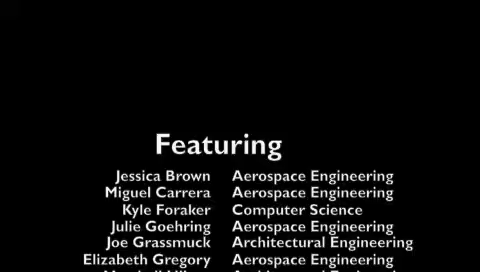 Featuring
Jessica Brown Aerospace Engineering
Miguel Carrera Aerospace Engineering
Kyle Foraker Computer Science
Julie Goehring Aerospace Engineering
Joe Grassmuck Architectural Engineering
Elizabeth Gregory Aerospace Engineering